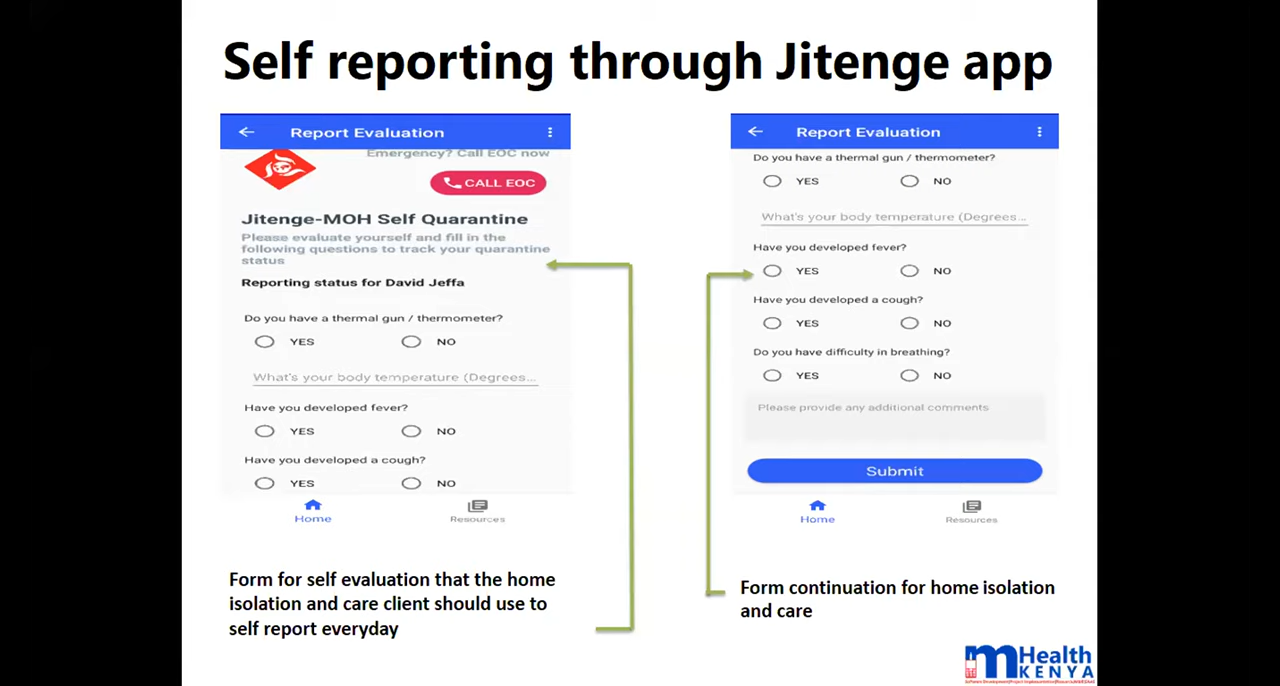 Self reporting through Jitenge app
Report Evaluation
Emergency? Call EOC now
CALL EOC
Jitenge-MOH Self Quarantine
Please evaluate yourself and fill in the
following questions to track your quarantine
status
Reporting status for David Jeffa
Do you have a thermal gun / thermometer?
YES NO
What's your body temperature (Degrees...
Have you developed fever?
YES NO
Have you developed a cough?
YES NO
Home Resources
Form for self evaluation that the home
isolation and care client should use to
self report everyday
Report Evaluation
Do you have a thermal gun / thermometer?
YES NO
What's your body temperature (Degrees...
Have you developed fever?
YES NO
Have you developed a cough?
YES NO
Do you have difficulty in breathing?
YES NO
Please provide any additional comments
Submit
Home Resources
Form continuation for home isolation
and care
mHealth
KENYA